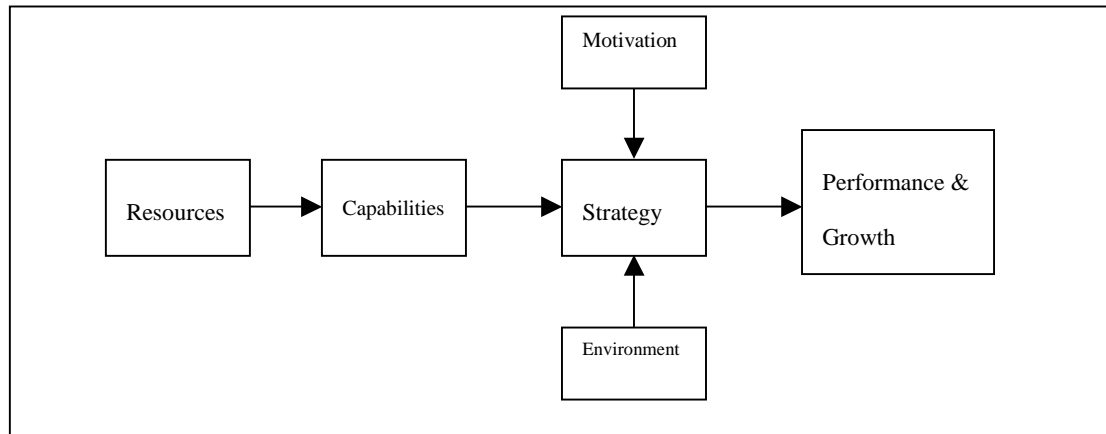 Motivation
Resources
Capabilities
Strategy
Performance &
Growth
Environment